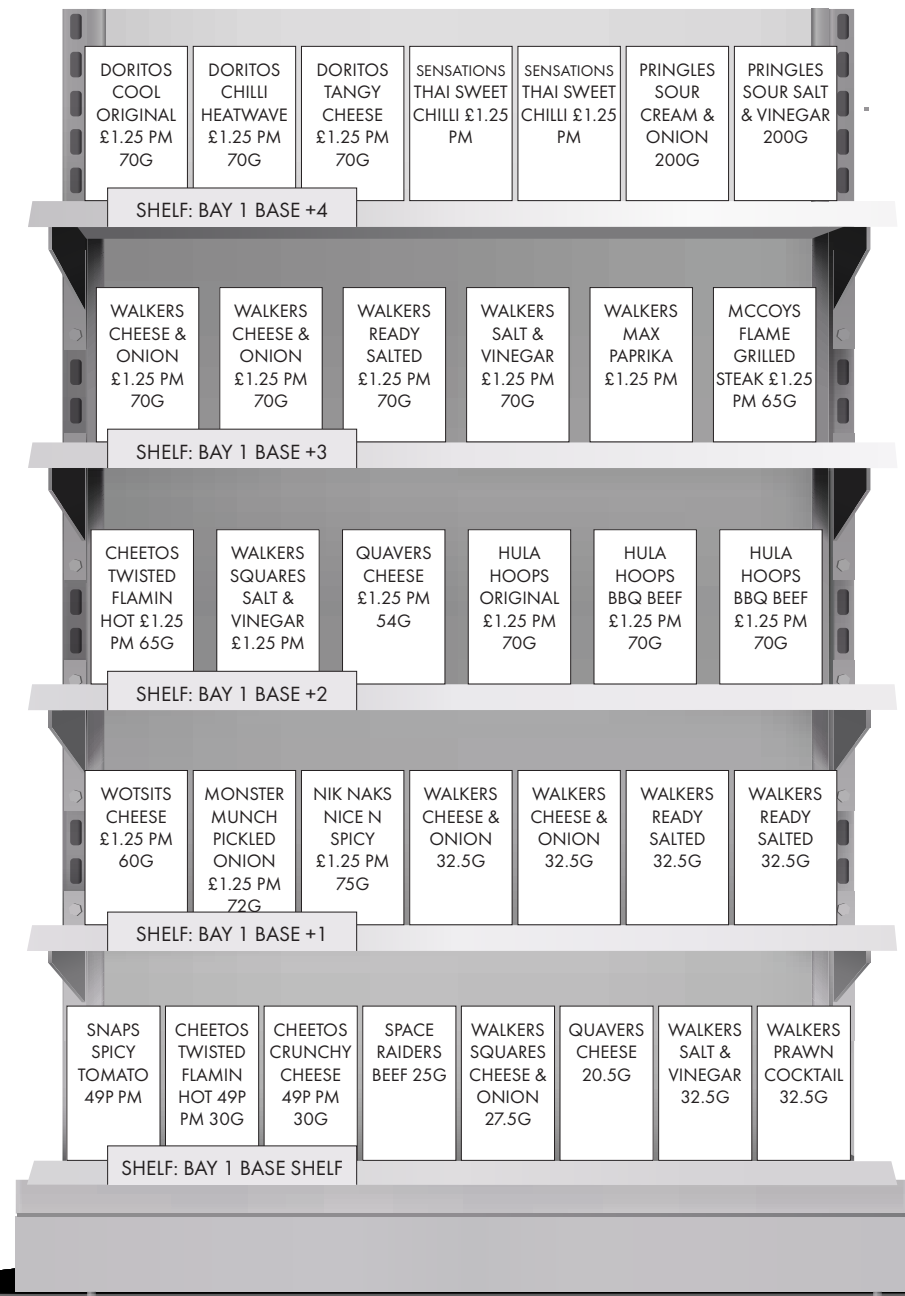 DORITOS
COOL
ORIGINAL
£1.25 PM
70G
DORITOS
CHILLI
HEATWAVE
£1.25 PM
70G
DORITOS
TANGY
CHEESE
£1.25 PM
70G
SENSATIONS
THAI SWEET
CHILLI £1.25
PM
SENSATIONS
THAI SWEET
CHILLI £1.25
PM
PRINGLES
SOUR
CREAM &
ONION
200G
PRINGLES
SOUR SALT
& VINEGAR
200G
SHELF: BAY 1 BASE +4
WALKERS
CHEESE &
ONION
£1.25 PM
70G
WALKERS
CHEESE &
ONION
£1.25 PM
70G
WALKERS
READY
SALTED
£1.25 PM
70G
WALKERS
SALT &
VINEGAR
£1.25 PM
70G
WALKERS
MAX
PAPRIKA
£1.25 PM
MCCOYS
FLAME
GRILLED
STEAK £1.25
PM 65G
SHELF: BAY 1 BASE +3
CHEETOS
TWISTED
FLAMIN
HOT £1.25
PM 65G
WALKERS
SQUARES
SALT &
VINEGAR
£1.25 PM
QUAVERS
CHEESE
£1.25 PM
54G
HULA
HOOPS
ORIGINAL
£1.25 PM
70G
HULA
HOOPS
BBQ BEEF
£1.25 PM
70G
HULA
HOOPS
BBQ BEEF
£1.25 PM
70G
SHELF: BAY 1 BASE +2
WOTSITS
CHEESE
£1.25 PM
60G
MONSTER
MUNCH
PICKLED
ONION
£1.25 PM
72G
NIK NAKS
NICE N
SPICY
£1.25 PM
75G
WALKERS
CHEESE &
ONION
32.5G
WALKERS
CHEESE &
ONION
32.5G
WALKERS
READY
SALTED
32.5G
WALKERS
READY
SALTED
32.5G
SHELF: BAY 1 BASE +1
SNAPS
SPICY
TOMATO
49P PM
CHEETOS
TWISTED
FLAMIN
HOT 49P
PM 30G
CHEETOS
CRUNCHY
CHEESE
49P PM
30G
SPACE
RAIDERS
BEEF 25G
WALKERS
SQUARES
CHEESE &
ONION
27.5G
QUAVERS
CHEESE
20.5G
WALKERS
SALT &
VINEGAR
32.5G
WALKERS
PRAWN
COCKTAIL
32.5G
SHELF: BAY 1 BASE SHELF